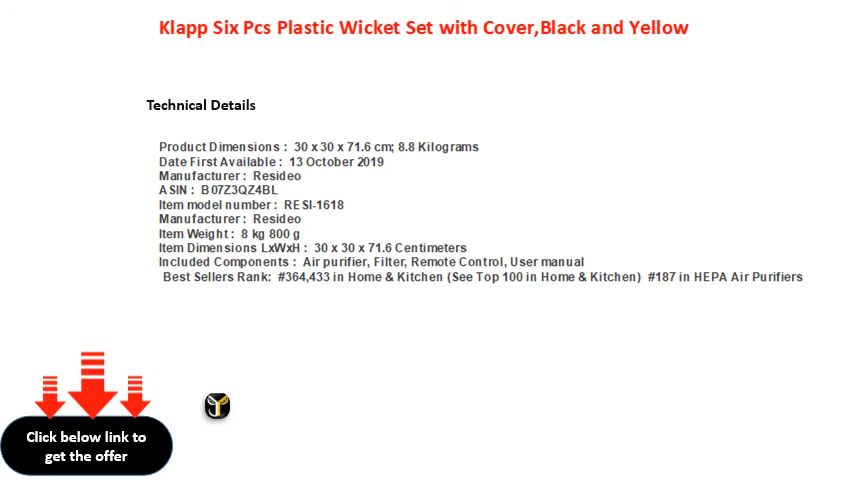 Klapp Six Pcs Plastic Wicket Set with Cover,Black and Yellow
Technical Details
Product Dimensions : 30 x 30 x 71.6 cm; 8.8 Kilograms
Date First Available : 13 October 2019
Manufacturer : Resideo
ASIN : B07Z3QZ4BL
Item model number : RESI-1618
Manufacturer : Resideo
Item Weight : 8 kg 800 g
Item Dimensions LxWxH : 30 x 30 x 71.6 Centimeters
Included Components : Air purifier, Filter, Remote Control, User manual
Best Sellers Rank: #364,433 in Home & Kitchen (See Top 100 in Home & Kitchen) #187 in HEPA Air Purifiers
Click below link to
get the offer